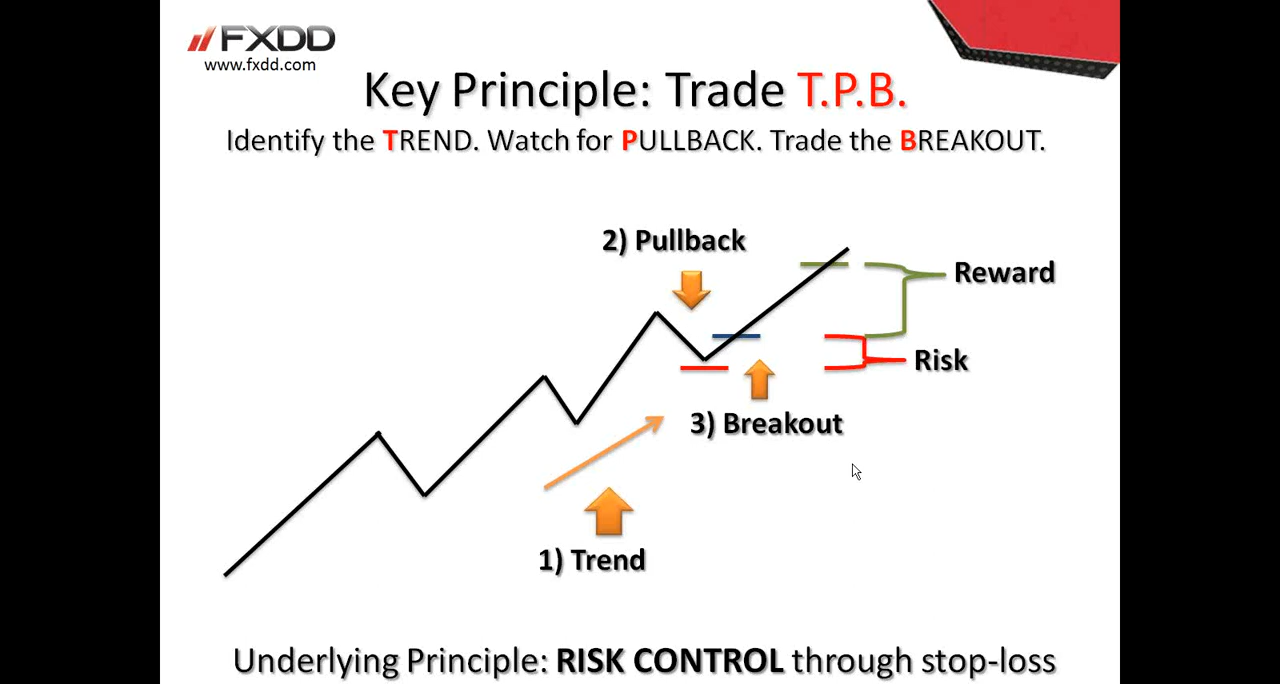 FXDD
www.fxdd.com
Key Principle: Trade T.P.B.
Identify the TREND. Watch for PULLBACK. Trade the BREAKOUT.
2) Pullback
Reward
Risk
3) Breakout
1) Trend
Underlying Principle: RISK CONTROL through stop-loss